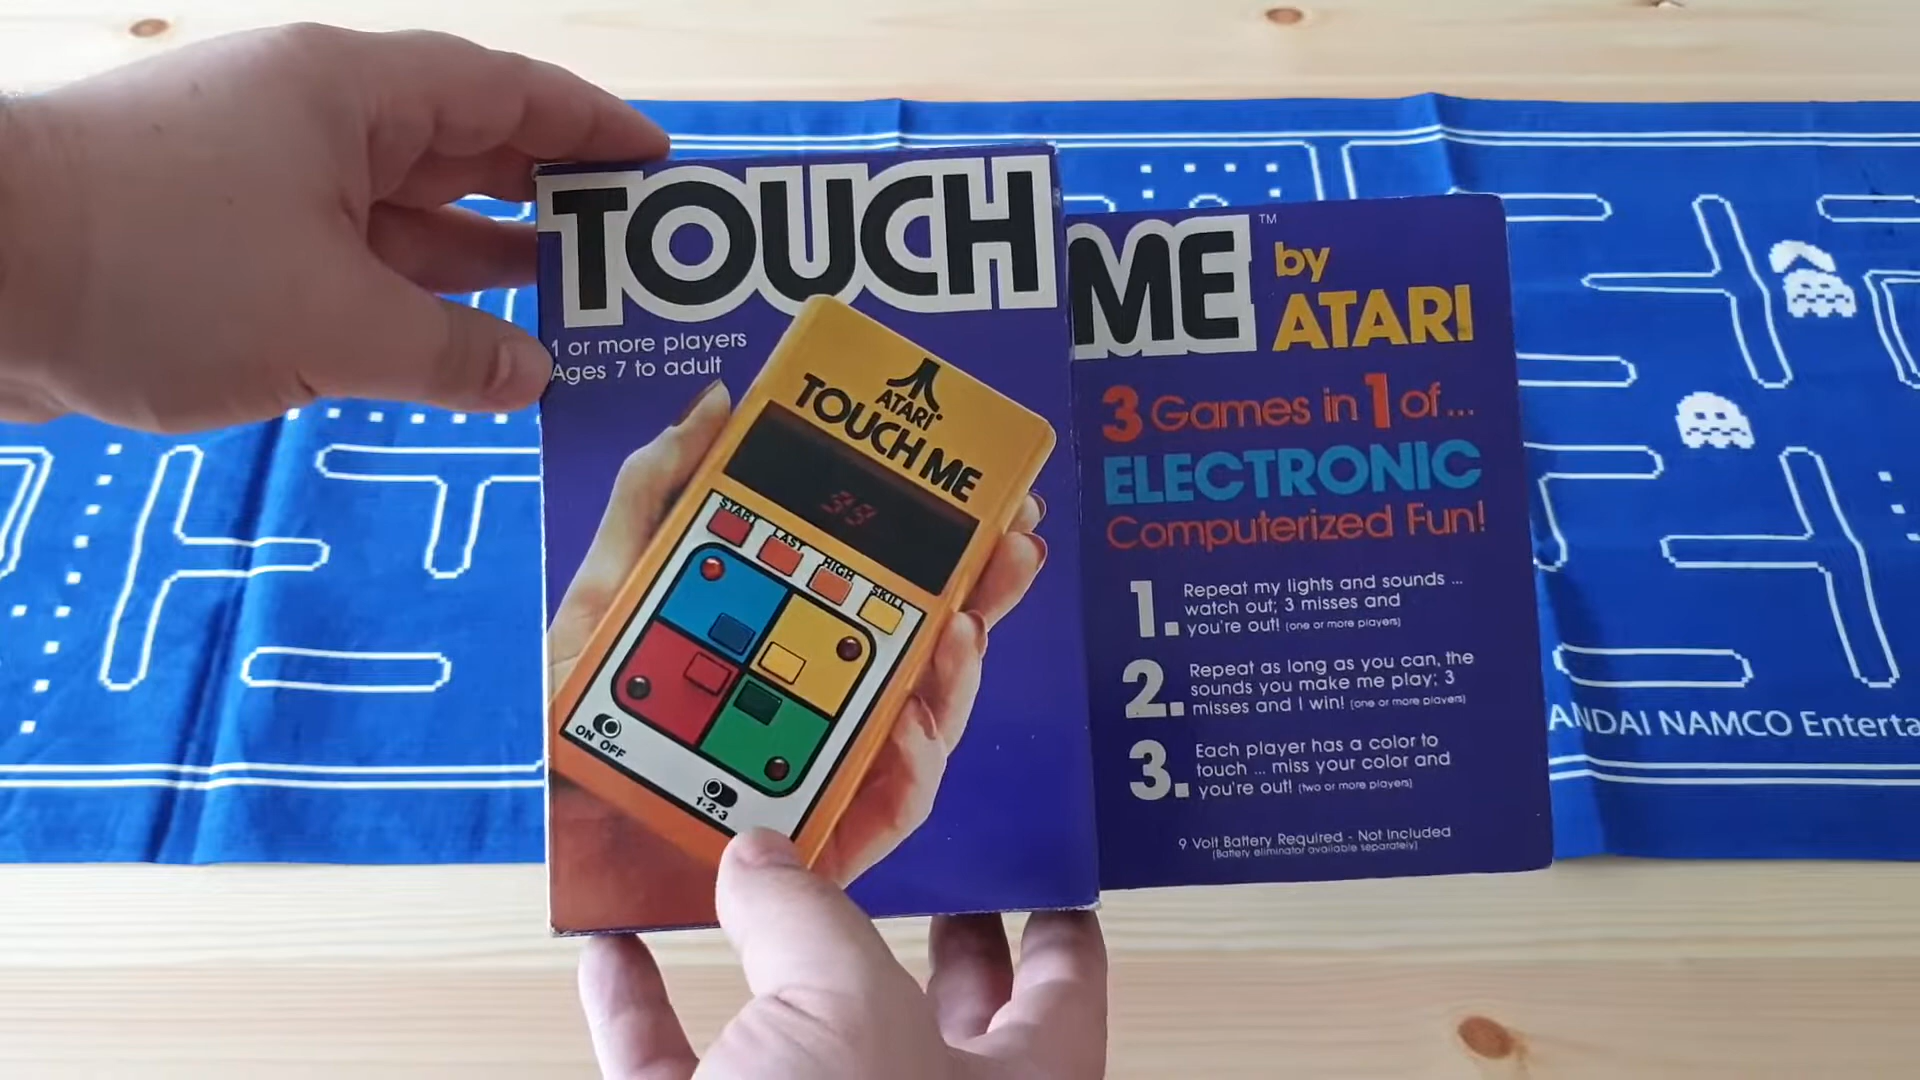 TOUCH
1 or more players
Ages 7 to adult
ATARI®
TOUCH ME
39
START
LAST
HIGH
SKILL
ON OFF
1·2·3
ME™
by
ATARI
3 Games in 1 of...
ELECTRONIC
Computerized Fun!
1. Repeat my lights and sounds ...
watch out; 3 misses and
you're out! (one or more players)
2. Repeat as long as you can, the
sounds you make me play; 3
misses and I win! (one or more players)
3. Each player has a color to
touch ... miss your color and
you're out! (two or more players)
9 Volt Battery Required - Not Included
(Battery eliminator available separately)
ANDAI NAMCO Enterta